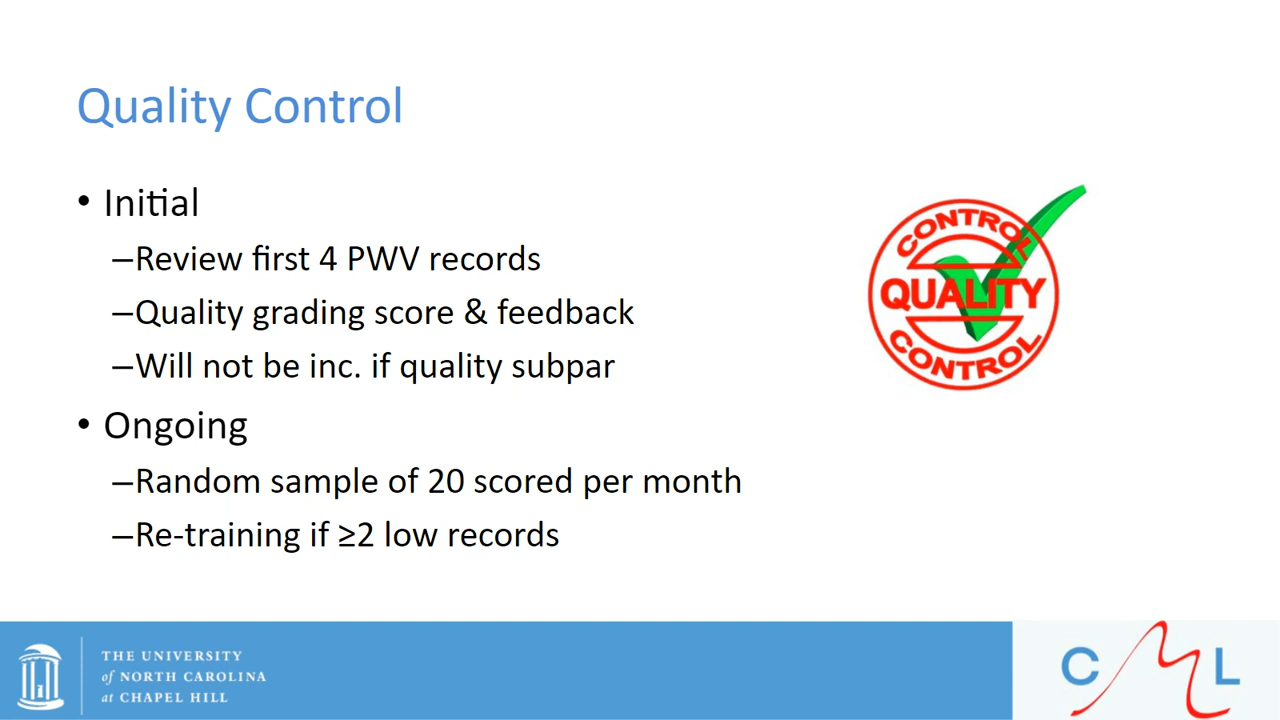 Quality Control
• Initial
–Review first 4 PWV records
–Quality grading score & feedback
–Will not be inc. if quality subpar
• Ongoing
–Random sample of 20 scored per month
–Re-training if ≥2 low records
CONTROL
QUALITY
CONTROL
THE UNIVERSITY
of NORTH CAROLINA
at CHAPEL HILL
CML